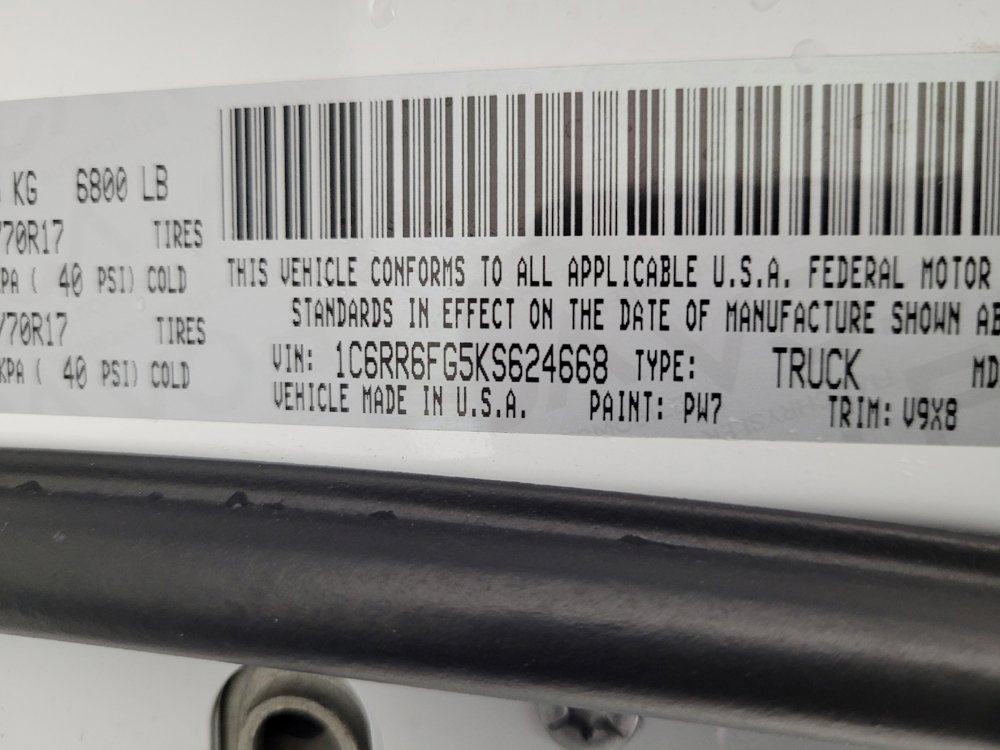 KG 6800 LB
70R17 TIRES
KPA ( 40 PSI) COLD
/70R17 TIRES
KPA ( 40 PSI) COLD
THIS VEHICLE CONFORMS TO ALL APPLICABLE U.S.A. FEDERAL MOTOR
STANDARDS IN EFFECT ON THE DATE OF MANUFACTURE SHOWN AB
VIN: 1C6RR6FG5KS624668 TYPE: TRUCK MD
VEHICLE MADE IN U.S.A. PAINT: PW7 TRIM: V9X8